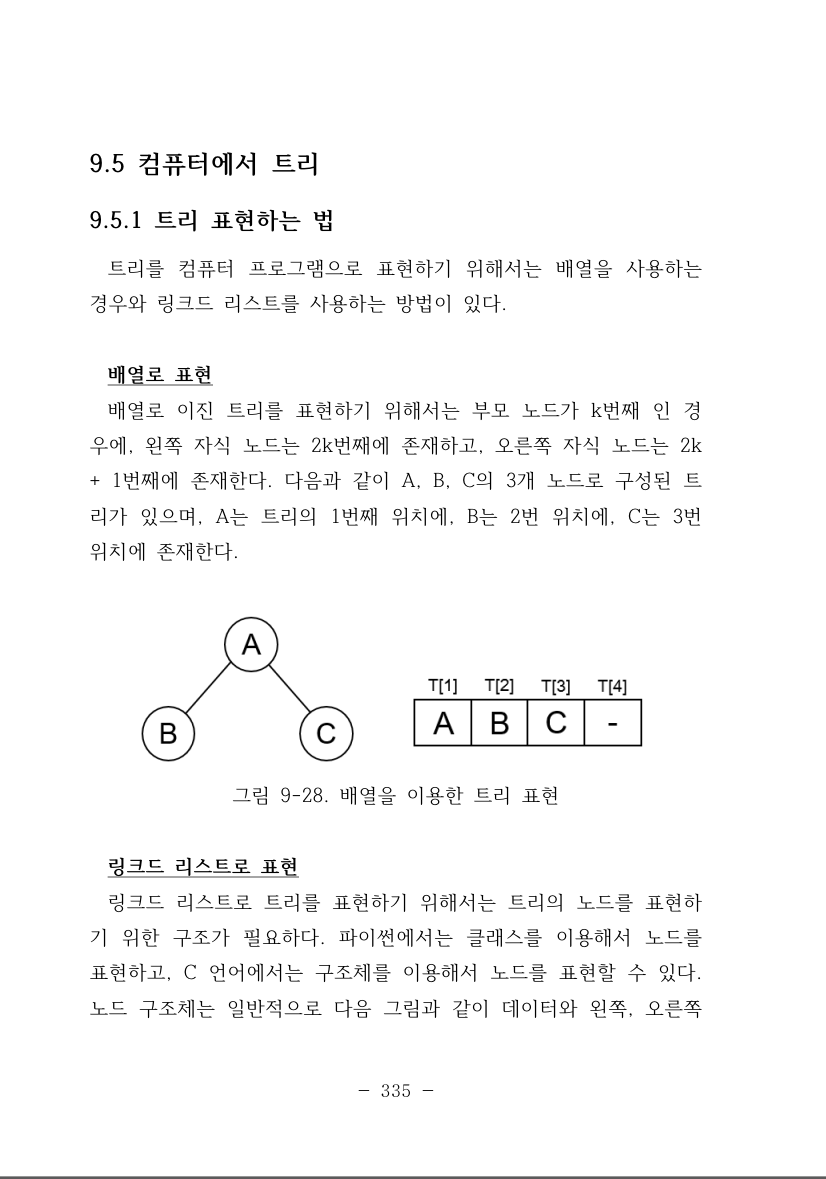 9.5 컴퓨터에서 트리
9.5.1 트리 표현하는 법
트리를 컴퓨터 프로그램으로 표현하기 위해서는 배열을 사용하는
경우와 링크드 리스트를 사용하는 방법이 있다.
배열로 표현
배열로 이진 트리를 표현하기 위해서는 부모 노드가 k번째 인 경
우에, 왼쪽 자식 노드는 2k번째에 존재하고, 오른쪽 자식 노드는 2k
+ 1번째에 존재한다. 다음과 같이 A, B, C의 3개 노드로 구성된 트
리가 있으며, A는 트리의 1번째 위치에, B는 2번 위치에, C는 3번
위치에 존재한다.
A
B C
T[1] T[2] T[3] T[4]
A B C -
그림 9-28. 배열을 이용한 트리 표현
링크드 리스트로 표현
링크드 리스트로 트리를 표현하기 위해서는 트리의 노드를 표현하
기 위한 구조가 필요하다. 파이썬에서는 클래스를 이용해서 노드를
표현하고, C 언어에서는 구조체를 이용해서 노드를 표현할 수 있다.
노드 구조체는 일반적으로 다음 그림과 같이 데이터와 왼쪽, 오른쪽
- 335 -